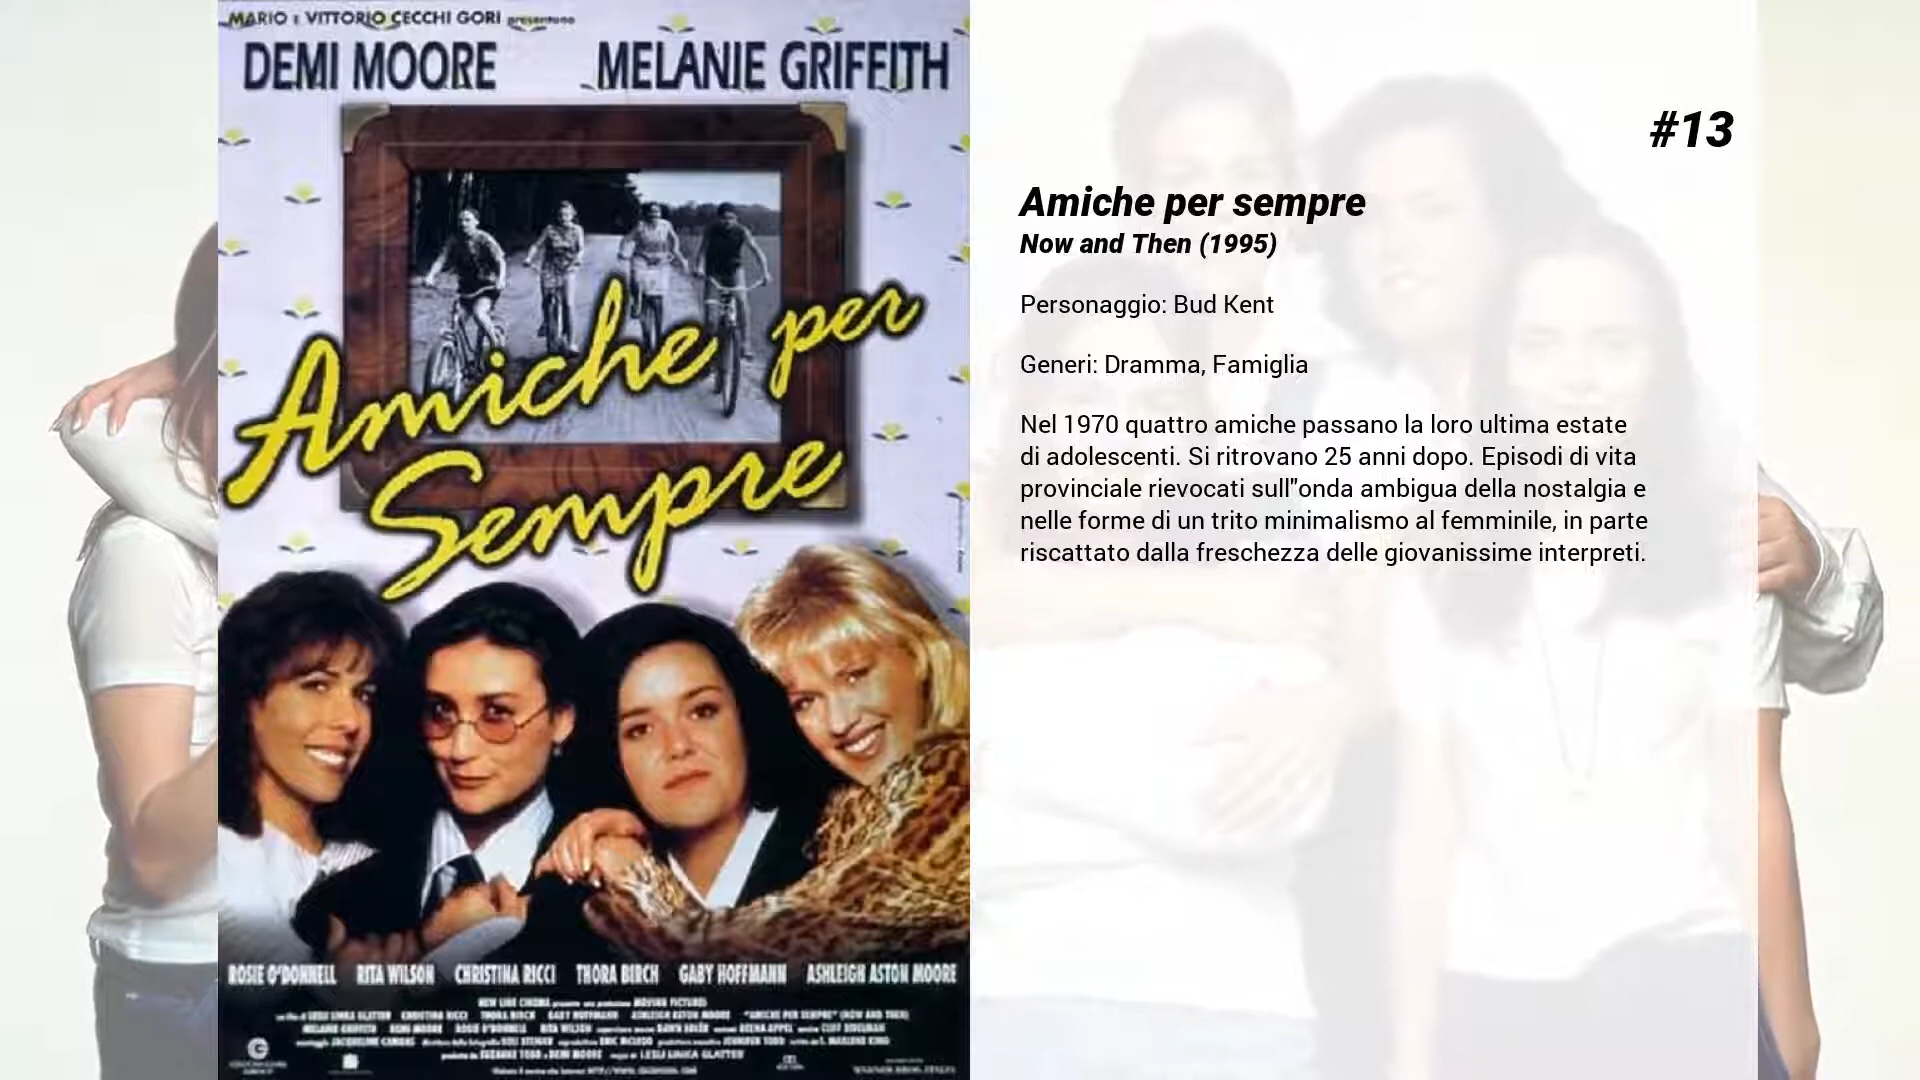 MARIO E VITTORIO CECCHI GORI presentono
DEMI MOORE MELANIE GRIFFITH
Amiche per
Sempre
ROSIE O'DONNELL RITA WILSON CHRISTINA RICCI THORA BIRCH GABY HOFFMANN ASHLEIGH ASTON MOORE
#13
Amiche per sempre
Now and Then (1995)
Personaggio: Bud Kent
Generi: Dramma, Famiglia
Nel 1970 quattro amiche passano la loro ultima estate
di adolescenti. Si ritrovano 25 anni dopo. Episodi di vita
provinciale rievocati sull"onda ambigua della nostalgia e
nelle forme di un trito minimalismo al femminile, in parte
riscattato dalla freschezza delle giovanissime interpreti.